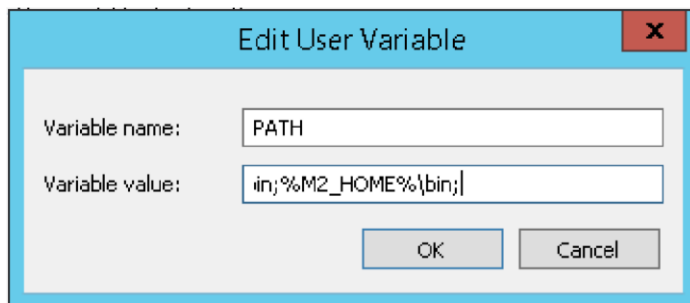 Edit User Variable
x
Variable name: PATH
Variable value: in;%M2_HOME%\bin;
OK Cancel